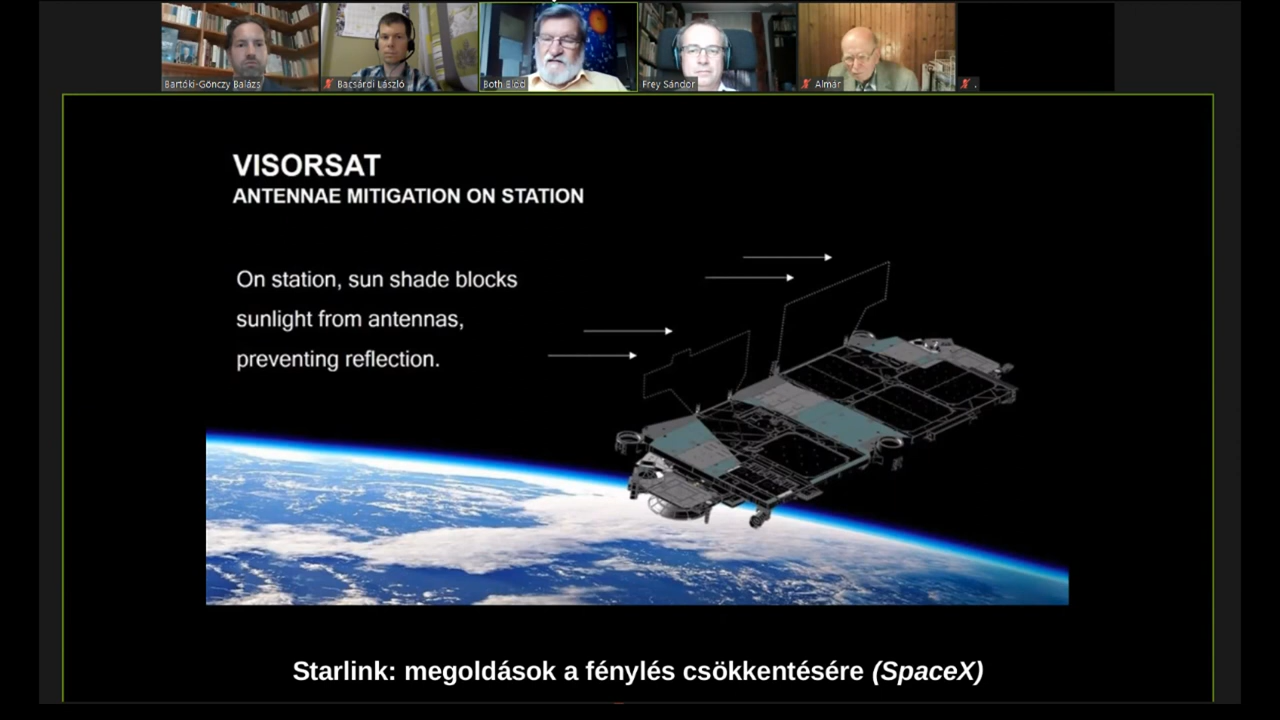 Bartóki-Gönczy Balázs
Bacsárdi László
Both Előd
Frey Sándor
Almár
.
VISORSAT
ANTENNAE MITIGATION ON STATION
On station, sun shade blocks
sunlight from antennas,
preventing reflection.
Starlink: megoldások a fénylés csökkentésére (SpaceX)